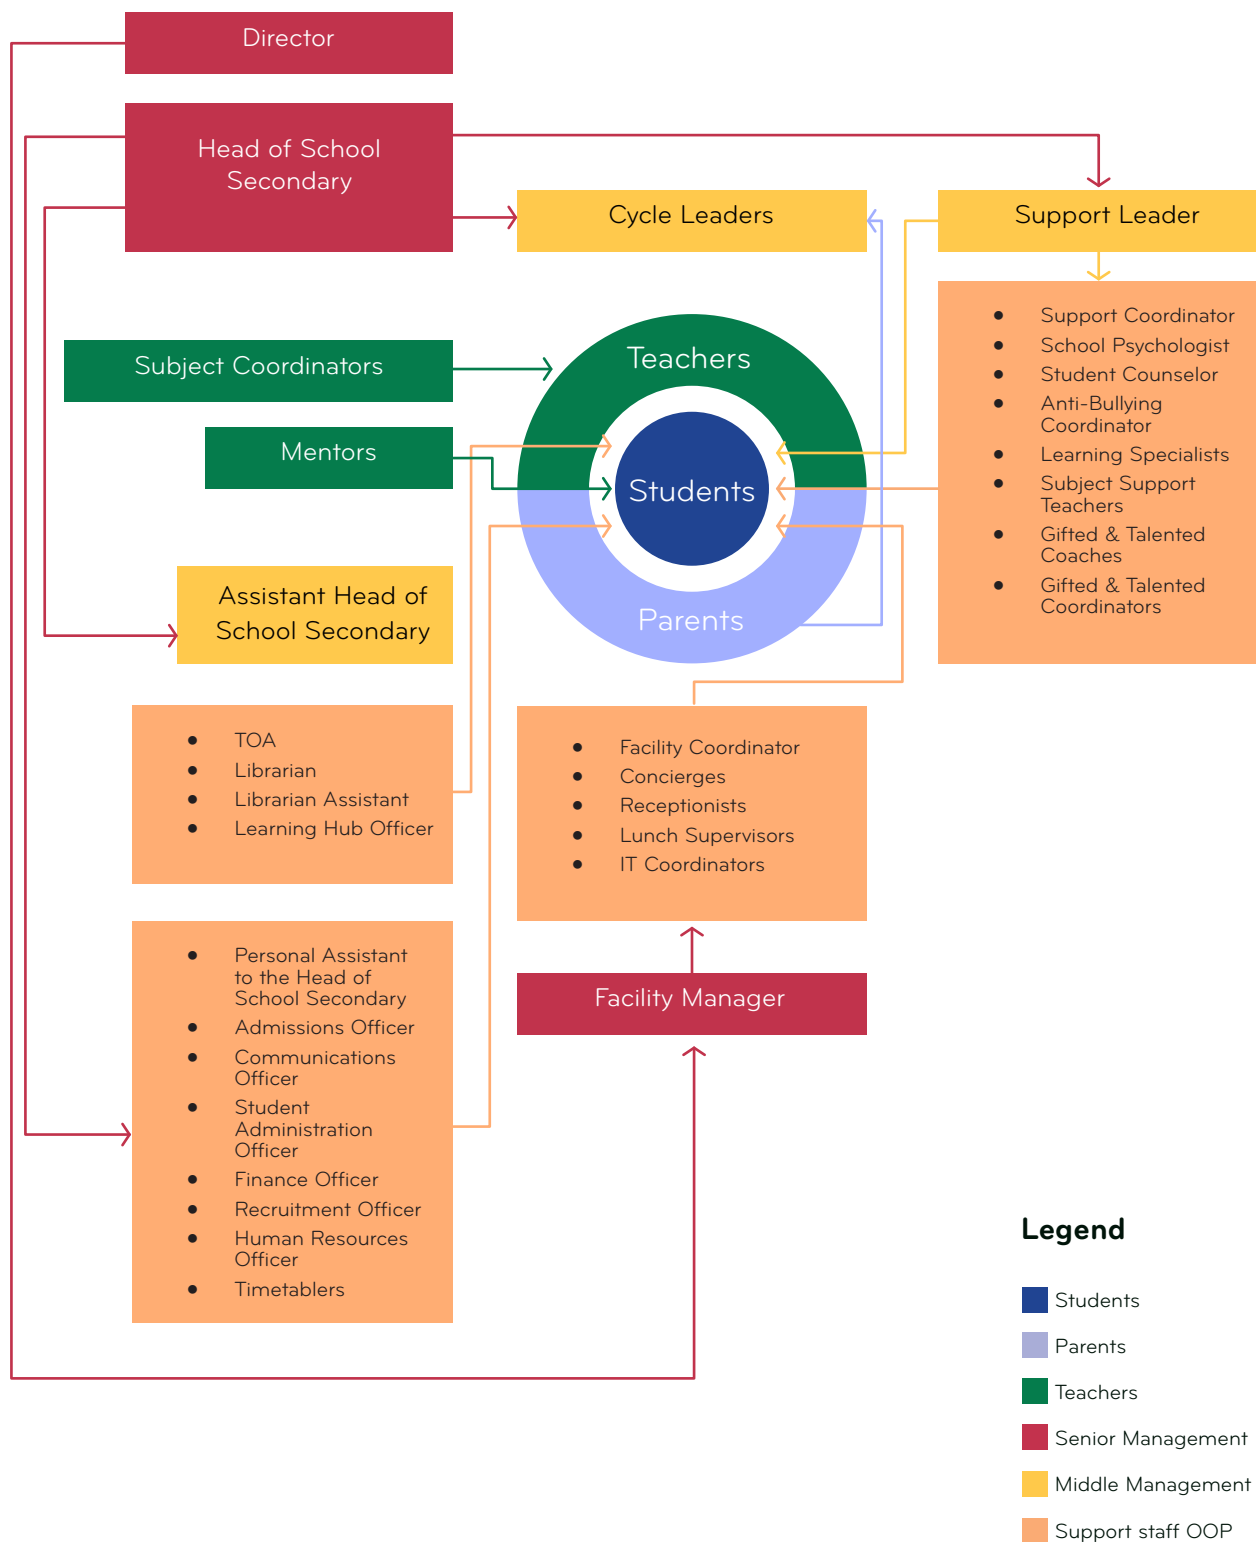 Director
Head of School
Secondary
Cycle Leaders
Support Leader
Subject Coordinators
Mentors
Teachers
Students
Parents
Assistant Head of
School Secondary
• Support Coordinator
• School Psychologist
• Student Counselor
• Anti-Bullying
Coordinator
• Learning Specialists
• Subject Support
Teachers
• Gifted & Talented
Coaches
• Gifted & Talented
Coordinators
• TOA
• Librarian
• Librarian Assistant
• Learning Hub Officer
• Facility Coordinator
• Concierges
• Receptionists
• Lunch Supervisors
• IT Coordinators
• Personal Assistant
to the Head of
School Secondary
• Admissions Officer
• Communications
Officer
• Student
Administration
Officer
• Finance Officer
• Recruitment Officer
• Human Resources
Officer
• Timetablers
Facility Manager
Legend
Students
Parents
Teachers
Senior Management
Middle Management
Support staff OOP